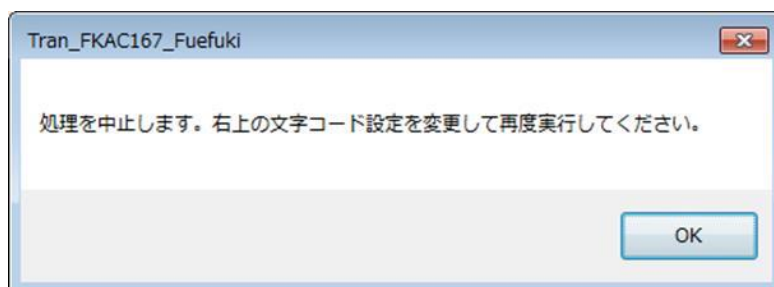 Tran_FKAC167_Fuefuki
処理を中止します。右上の文字コード設定を変更して再度実行してください。
OK